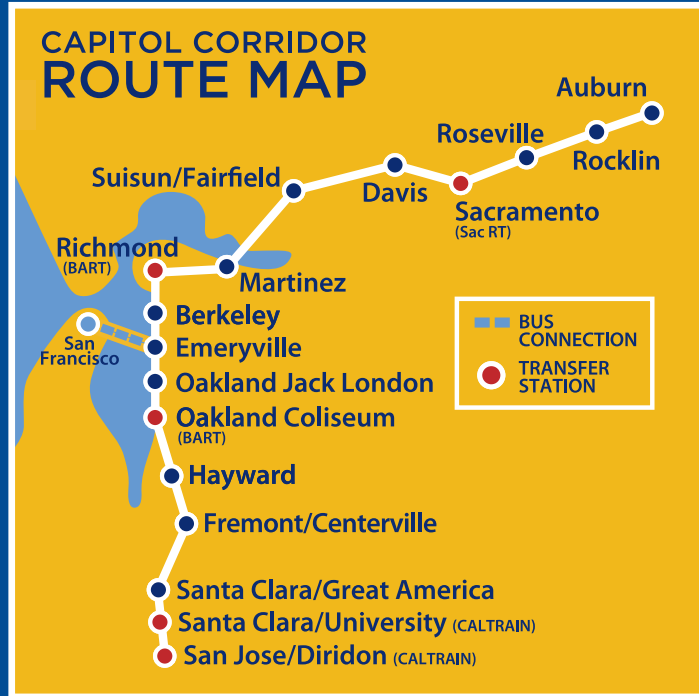 CAPITOL CORRIDOR
ROUTE MAP
Auburn
Roseville
Rocklin
Suisun/Fairfield
Davis
Sacramento
(Sac RT)
Richmond
(BART)
Martinez
Berkeley
San
Francisco
Emeryville
Oakland Jack London
Oakland Coliseum
(BART)
Hayward
Fremont/Centerville
Santa Clara/Great America
Santa Clara/University (CALTRAIN)
San Jose/Diridon (CALTRAIN)
BUS
CONNECTION
TRANSFER
STATION